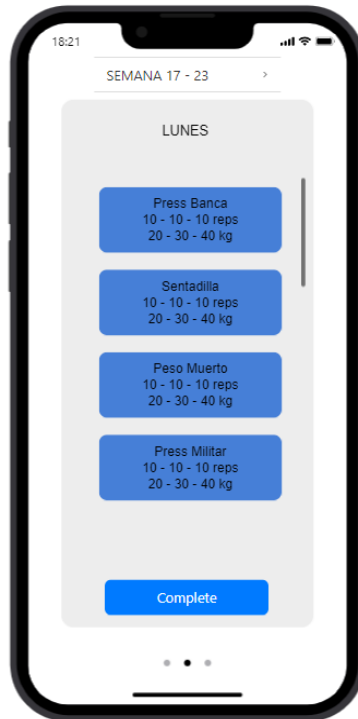 18:21
SEMANA 17 - 23
LUNES
Press Banca
10 - 10 - 10 reps
20 - 30 - 40 kg
Sentadilla
10 - 10 - 10 reps
20 - 30 - 40 kg
Peso Muerto
10 - 10 - 10 reps
20 - 30 - 40 kg
Press Militar
10 - 10 - 10 reps
20 - 30 - 40 kg
Complete